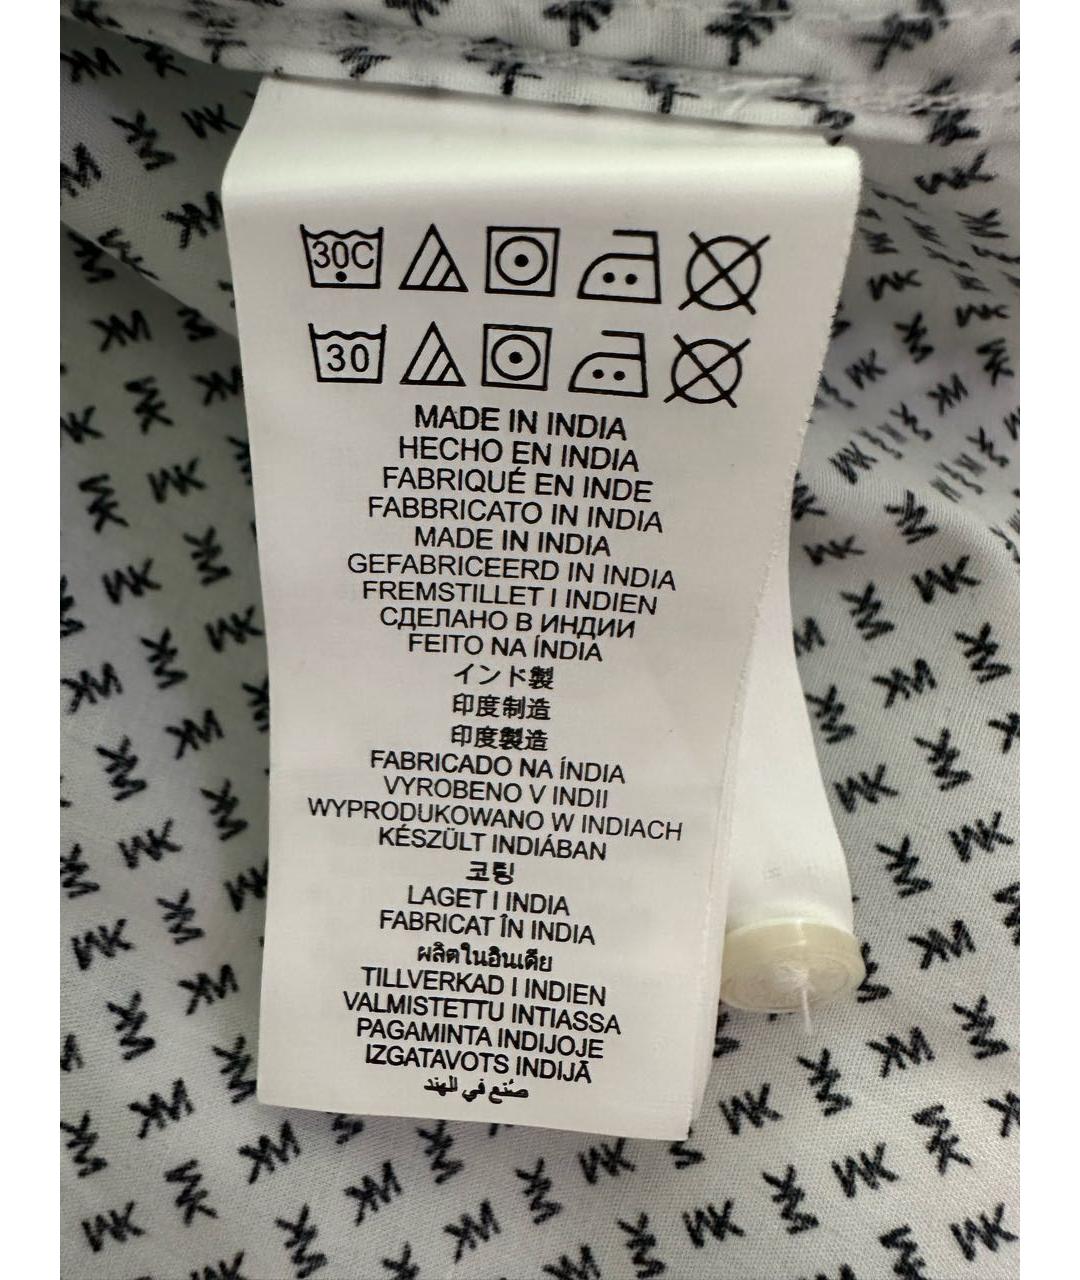 30C
30
MADE IN INDIA
HECHO EN INDIA
FABRIQUÉ EN INDE
FABBRICATO IN INDIA
MADE IN INDIA
GEFABRICEERD IN INDIA
FREMSTILLET I INDIEN
СДЕЛАНО В ИНДИИ
FEITO NA ÍNDIA
インド製
印度制造
印度製造
FABRICADO NA ÍNDIA
VYROBENO V INDII
WYPRODUKOWANO W INDIACH
KÉSZÜLT INDIÁBAN
코팅
LAGET I INDIA
FABRICAT ÎN INDIA
ผลิตในอินเดีย
TILLVERKAD I INDIEN
VALMISTETTU INTIASSA
PAGAMINTA INDIJOJE
IZGATAVOTS INDIJĀ
صُنع في الهند